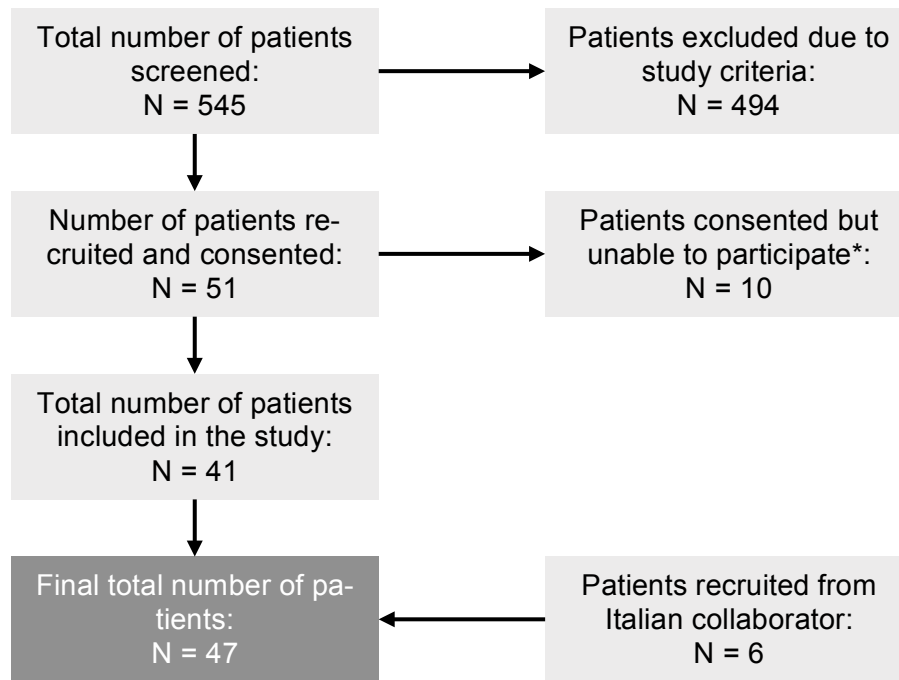 Total number of patients
screened:
N = 545
Patients excluded due to
study criteria:
N = 494
Number of patients re-
cruited and consented:
N = 51
Patients consented but
unable to participate*:
N = 10
Total number of patients
included in the study:
N = 41
Final total number of pa-
tients:
N = 47
Patients recruited from
Italian collaborator:
N = 6